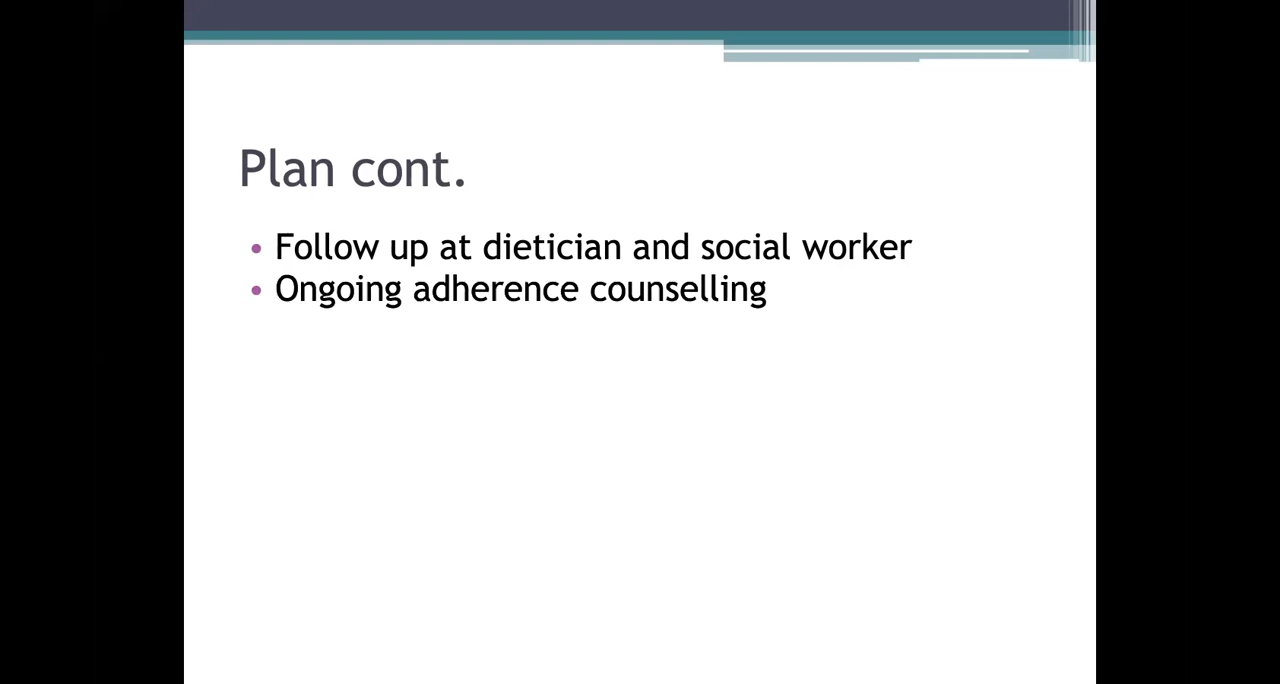 Plan cont.
• Follow up at dietician and social worker
• Ongoing adherence counselling